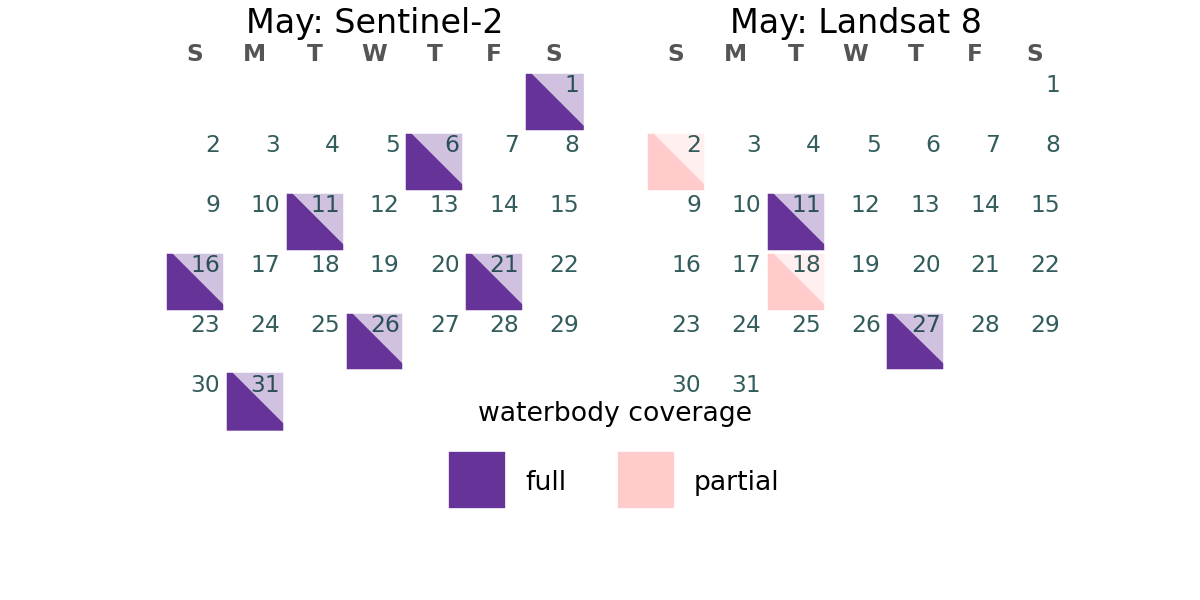 May: Sentinel-2
S M T W T F S
1
2 3 4 5 6 7 8
9 10 11 12 13 14 15
16 17 18 19 20 21 22
23 24 25 26 27 28 29
30 31
May: Landsat 8
S M T W T F S
1
2 3 4 5 6 7 8
9 10 11 12 13 14 15
16 17 18 19 20 21 22
23 24 25 26 27 28 29
30 31
waterbody coverage
full partial